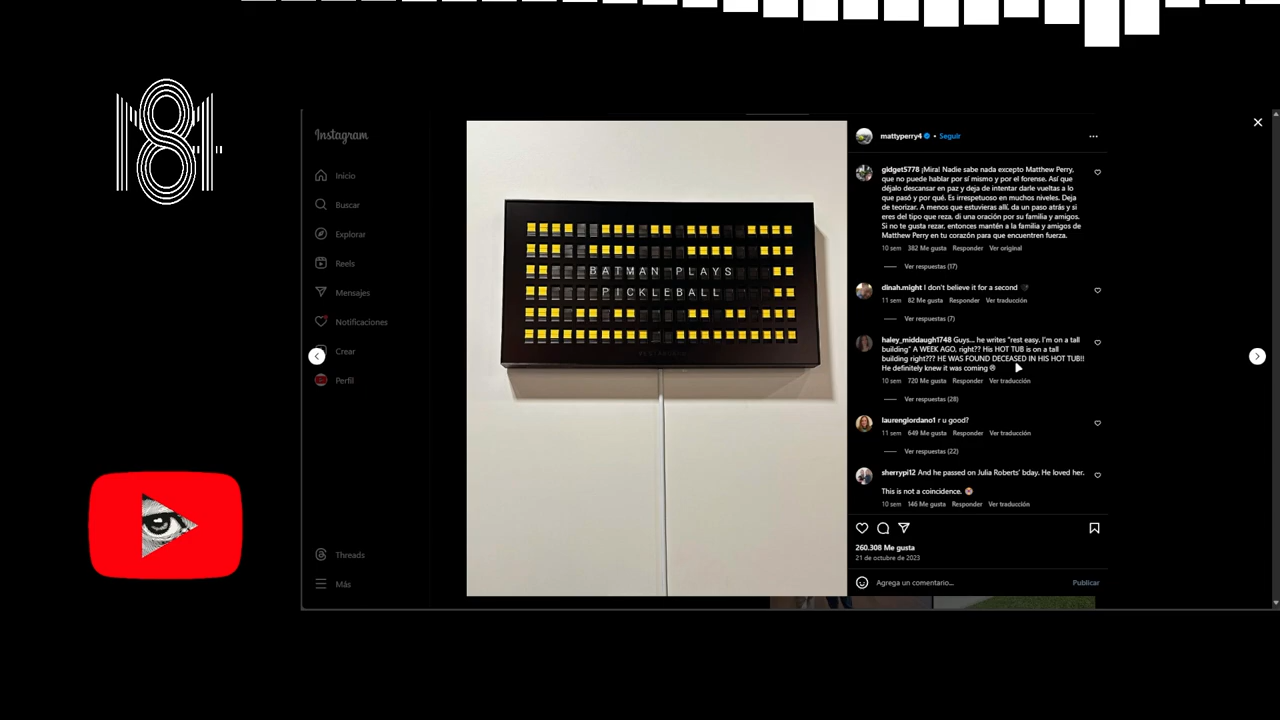 Instagram
Inicio
Buscar
Explorar
Reels
Mensajes
Notificaciones
Crear
Perfil
Threads
Más
BATMAN PLAYS
PICKLEBALL
mattyperry4 • Seguir
gidget5778 ¡Mira! Nadie sabe nada excepto Matthew Perry,
que no puede hablar por sí mismo y por el forense. Así que
déjalo descansar en paz y deja de intentar darle vueltas a lo
que pasó y por qué. Es irrespetuoso en muchos niveles. Deja
de teorizar. A menos que estuvieras allí, da un paso atrás y si
eres del tipo que reza, di una oración por su familia y amigos.
Si no te gusta rezar, entonces mantén a la familia y amigos de
Matthew Perry en tu corazón para que encuentren fuerza.
10 sem 382 Me gusta Responder Ver original
Ver respuestas (17)
dinah.might I don't believe it for a second
11 sem 82 Me gusta Responder Ver traducción
Ver respuestas (7)
haley_middaugh1748 Guys... he writes "rest easy. I'm on a tall
building" A WEEK AGO. right?? His HOT TUB is on a tall
building right??? HE WAS FOUND DECEASED IN HIS HOT TUB!!
He definitely knew it was coming
10 sem 720 Me gusta Responder Ver traducción
Ver respuestas (28)
laurengiordano1 r u good?
11 sem 649 Me gusta Responder Ver traducción
Ver respuestas (22)
sherrypi12 And he passed on Julia Roberts' bday. He loved her.
This is not a coincidence.
10 sem 146 Me gusta Responder Ver traducción
260.308 Me gusta
21 de octubre de 2023
Agrega un comentario... Publicar